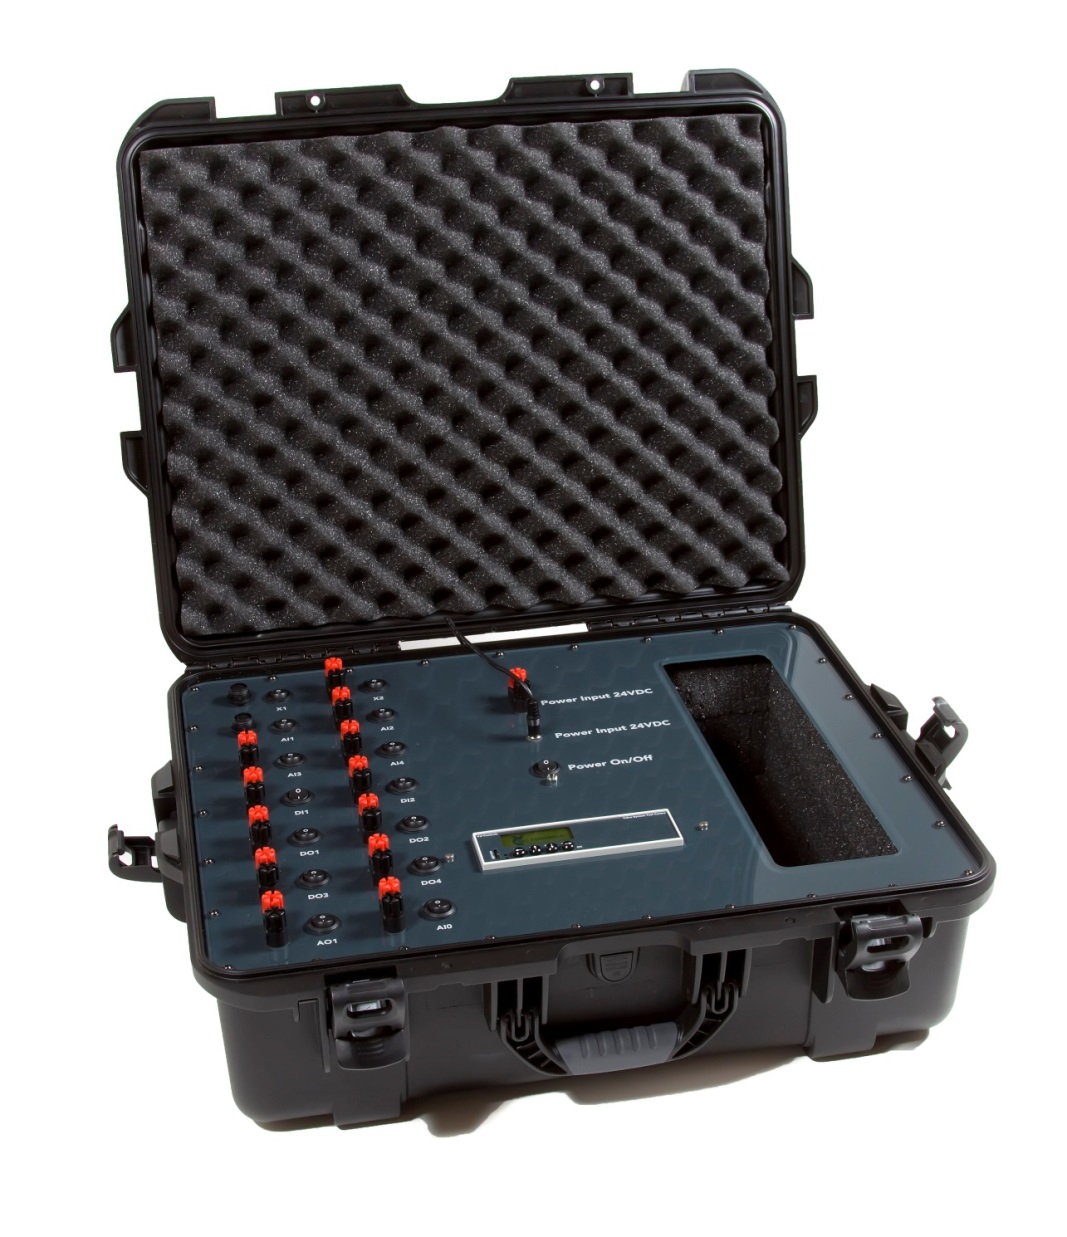 X1
X2
AI1
AI2
AI3
AI4
DI1
DI2
DO1
DO2
DO3
DO4
AO1
AI0
Power Input 24VDC
Power Input 24VDC
Power On/Off